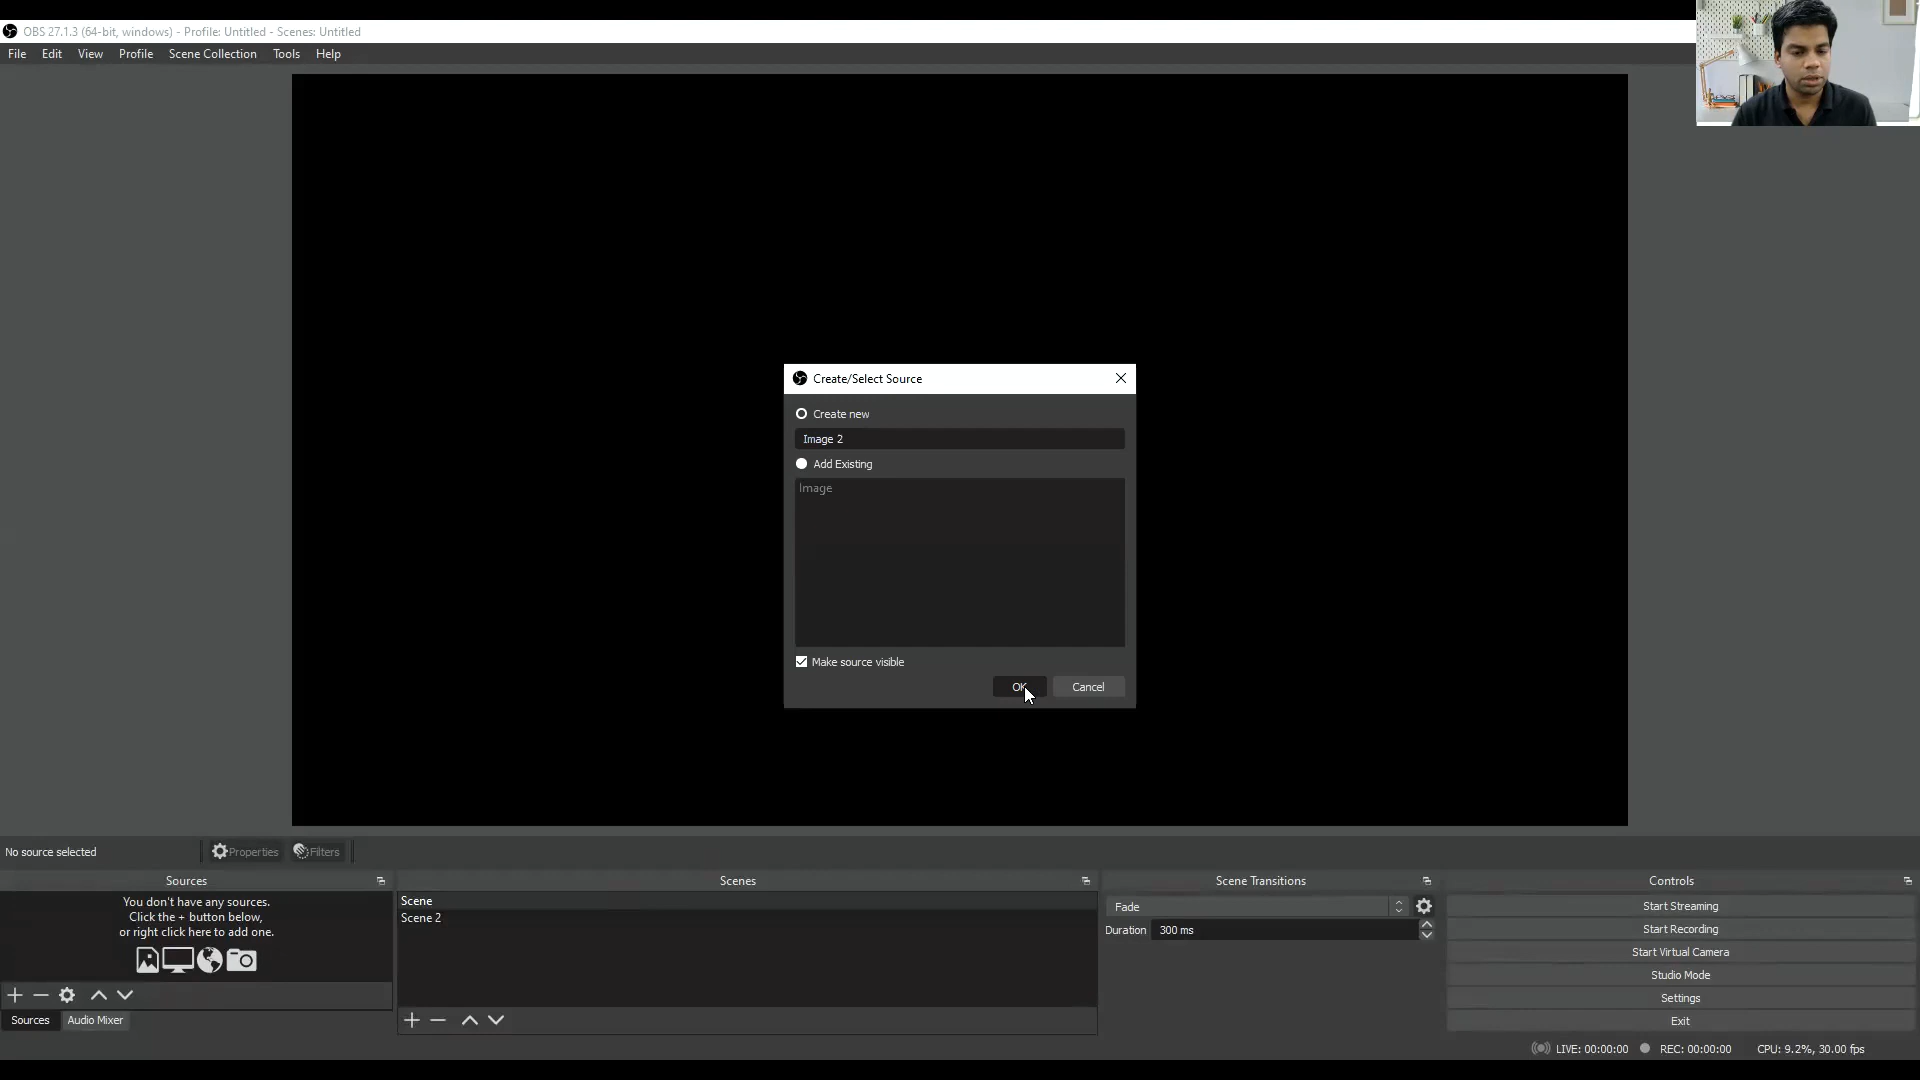 OBS 27.1.3 (64-bit, windows) - Profile: Untitled - Scenes: Untitled
File Edit View Profile Scene Collection Tools Help
Create/Select Source
Create new
Image 2
Add Existing
Image
Make source visible
OK Cancel
No source selected Properties Filters
Sources
You don't have any sources.
Click the + button below,
or right click here to add one.
Sources Audio Mixer
Scenes
Scene
Scene 2
Scene Transitions
Fade
Duration 300 ms
Controls
Start Streaming
Start Recording
Start Virtual Camera
Studio Mode
Settings
Exit
LIVE: 00:00:00 REC: 00:00:00 CPU: 9.2%, 30.00 fps